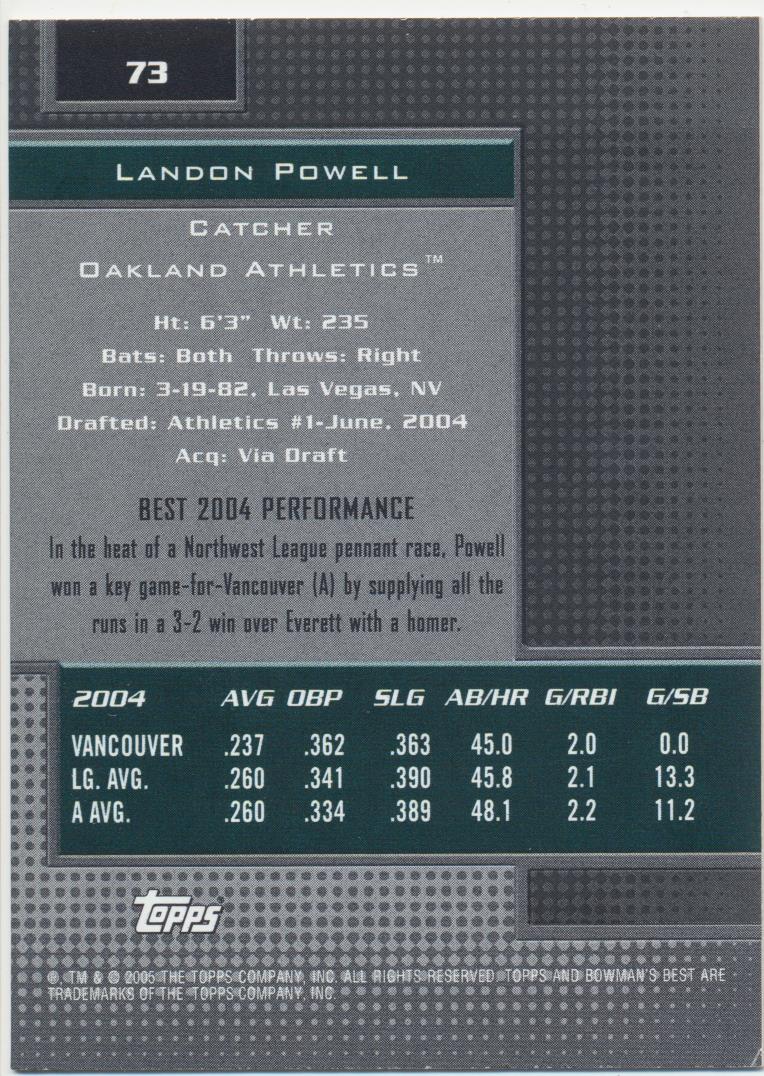 73
LANDON POWELL
CATCHER
OAKLAND ATHLETICS™
Ht: 6'3" Wt: 235
Bats: Both Throws: Right
Born: 3-19-82, Las Vegas, NV
Drafted: Athletics #1-June, 2004
Acq: Via Draft
BEST 2004 PERFORMANCE
In the heat of a Northwest League pennant race, Powell
won a key game-for-Vancouver (A) by supplying all the
runs in a 3-2 win over Everett with a homer.
2004 AVG OBP SLG AB/HR G/RBI G/SB
VANCOUVER .237 .362 .363 45.0 2.0 0.0
LG. AVG. .260 .341 .390 45.8 2.1 13.3
A AVG. .260 .334 .389 48.1 2.2 11.2
Topps®
®, TM & © 2005 THE TOPPS COMPANY, INC. ALL RIGHTS RESERVED. TOPPS AND BOWMAN'S BEST ARE
TRADEMARKS OF THE TOPPS COMPANY, INC.